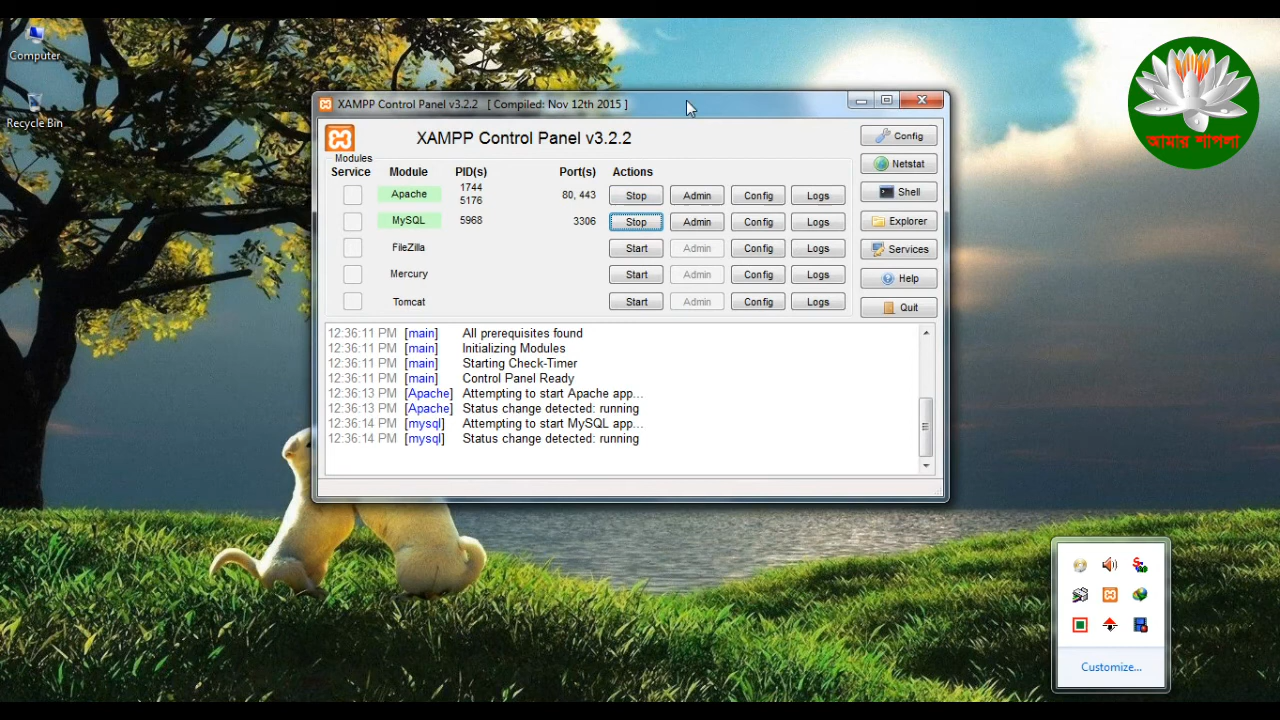 Computer
Recycle Bin
আমার শাপলা
XAMPP Control Panel v3.2.2 [ Compiled: Nov 12th 2015 ]
XAMPP Control Panel v3.2.2
Config
Modules
Service Module PID(s) Port(s) Actions
Netstat
Apache 1744 5176 80, 443 Stop Admin Config Logs
Shell
MySQL 5968 3306 Stop Admin Config Logs
Explorer
FileZilla Start Admin Config Logs
Services
Mercury Start Admin Config Logs
Help
Tomcat Start Admin Config Logs
Quit
12:36:11 PM [main] All prerequisites found
12:36:11 PM [main] Initializing Modules
12:36:11 PM [main] Starting Check-Timer
12:36:11 PM [main] Control Panel Ready
12:36:13 PM [Apache] Attempting to start Apache app...
12:36:13 PM [Apache] Status change detected: running
12:36:14 PM [mysql] Attempting to start MySQL app...
12:36:14 PM [mysql] Status change detected: running
Customize...